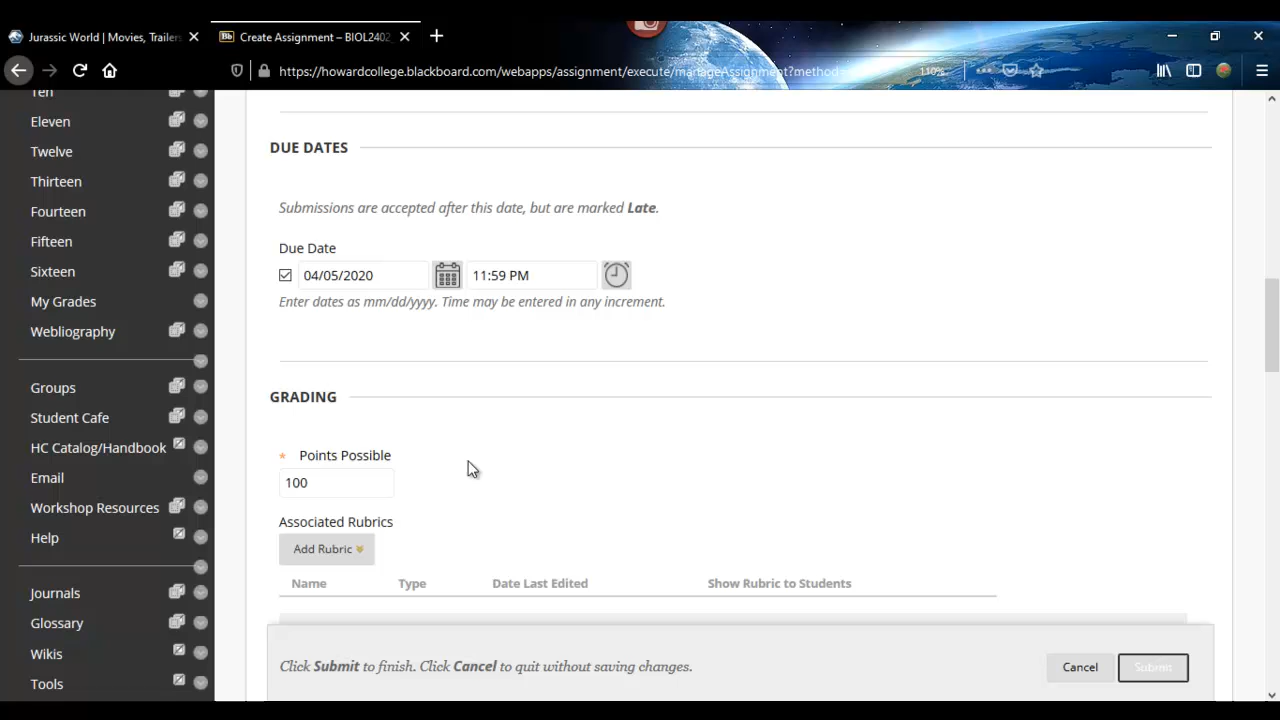 Jurassic World | Movies, Trailer
Create Assignment – BIOL2402_
https://howardcollege.blackboard.com/webapps/assignment/execute/manageAssignment?method=
110%
Ten
Eleven
Twelve
Thirteen
Fourteen
Fifteen
Sixteen
My Grades
Webliography
Groups
Student Cafe
HC Catalog/Handbook
Email
Workshop Resources
Help
Journals
Glossary
Wikis
Tools
DUE DATES
Submissions are accepted after this date, but are marked Late.
Due Date
04/05/2020 11:59 PM
Enter dates as mm/dd/yyyy. Time may be entered in any increment.
GRADING
* Points Possible
100
Associated Rubrics
Add Rubric
Name Type Date Last Edited Show Rubric to Students
Click Submit to finish. Click Cancel to quit without saving changes.
Cancel Submit